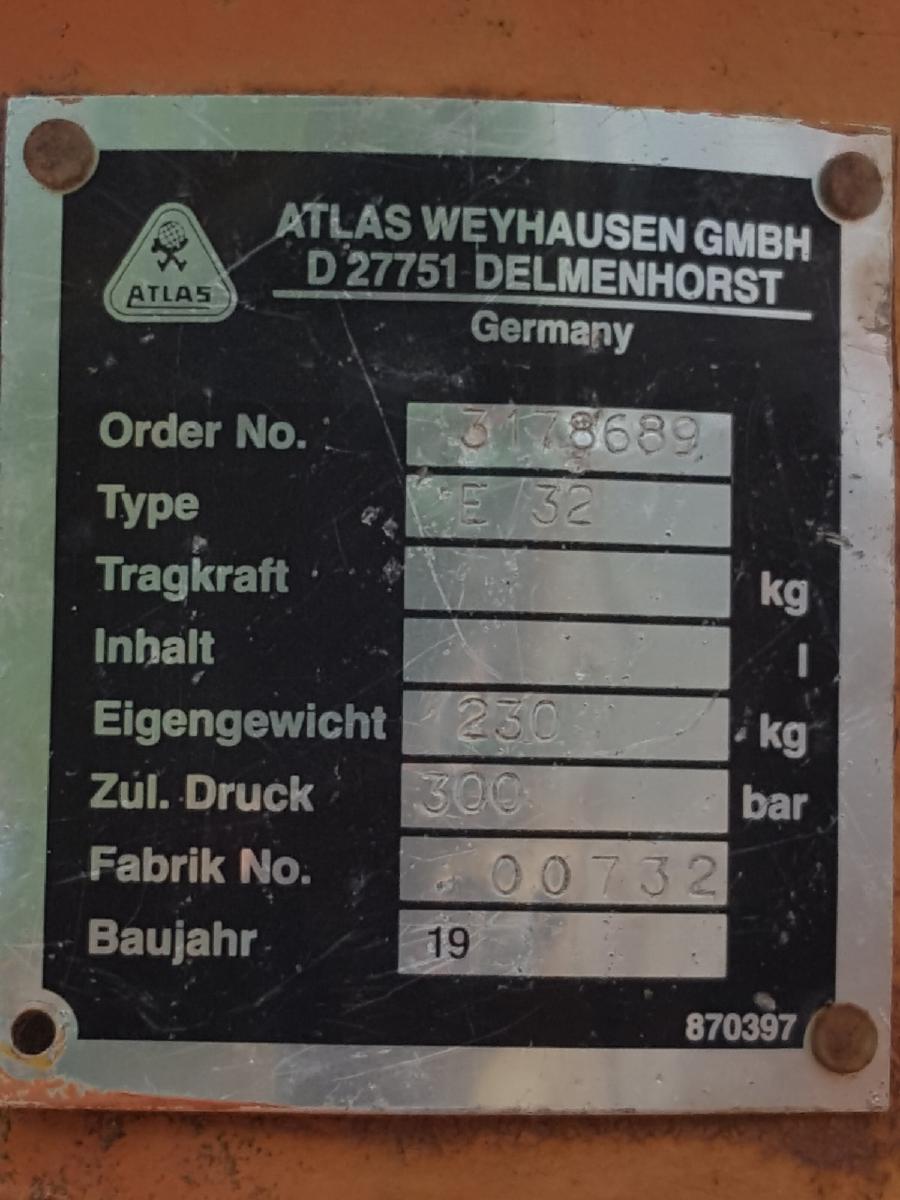 ATLAS
ATLAS WEYHAUSEN GMBH
D 27751 DELMENHORST
Germany
Order No. 3178689
Type E 32
Tragkraft kg
Inhalt l
Eigengewicht 230 kg
Zul. Druck 300 bar
Fabrik No. 00732
Baujahr 19
870397